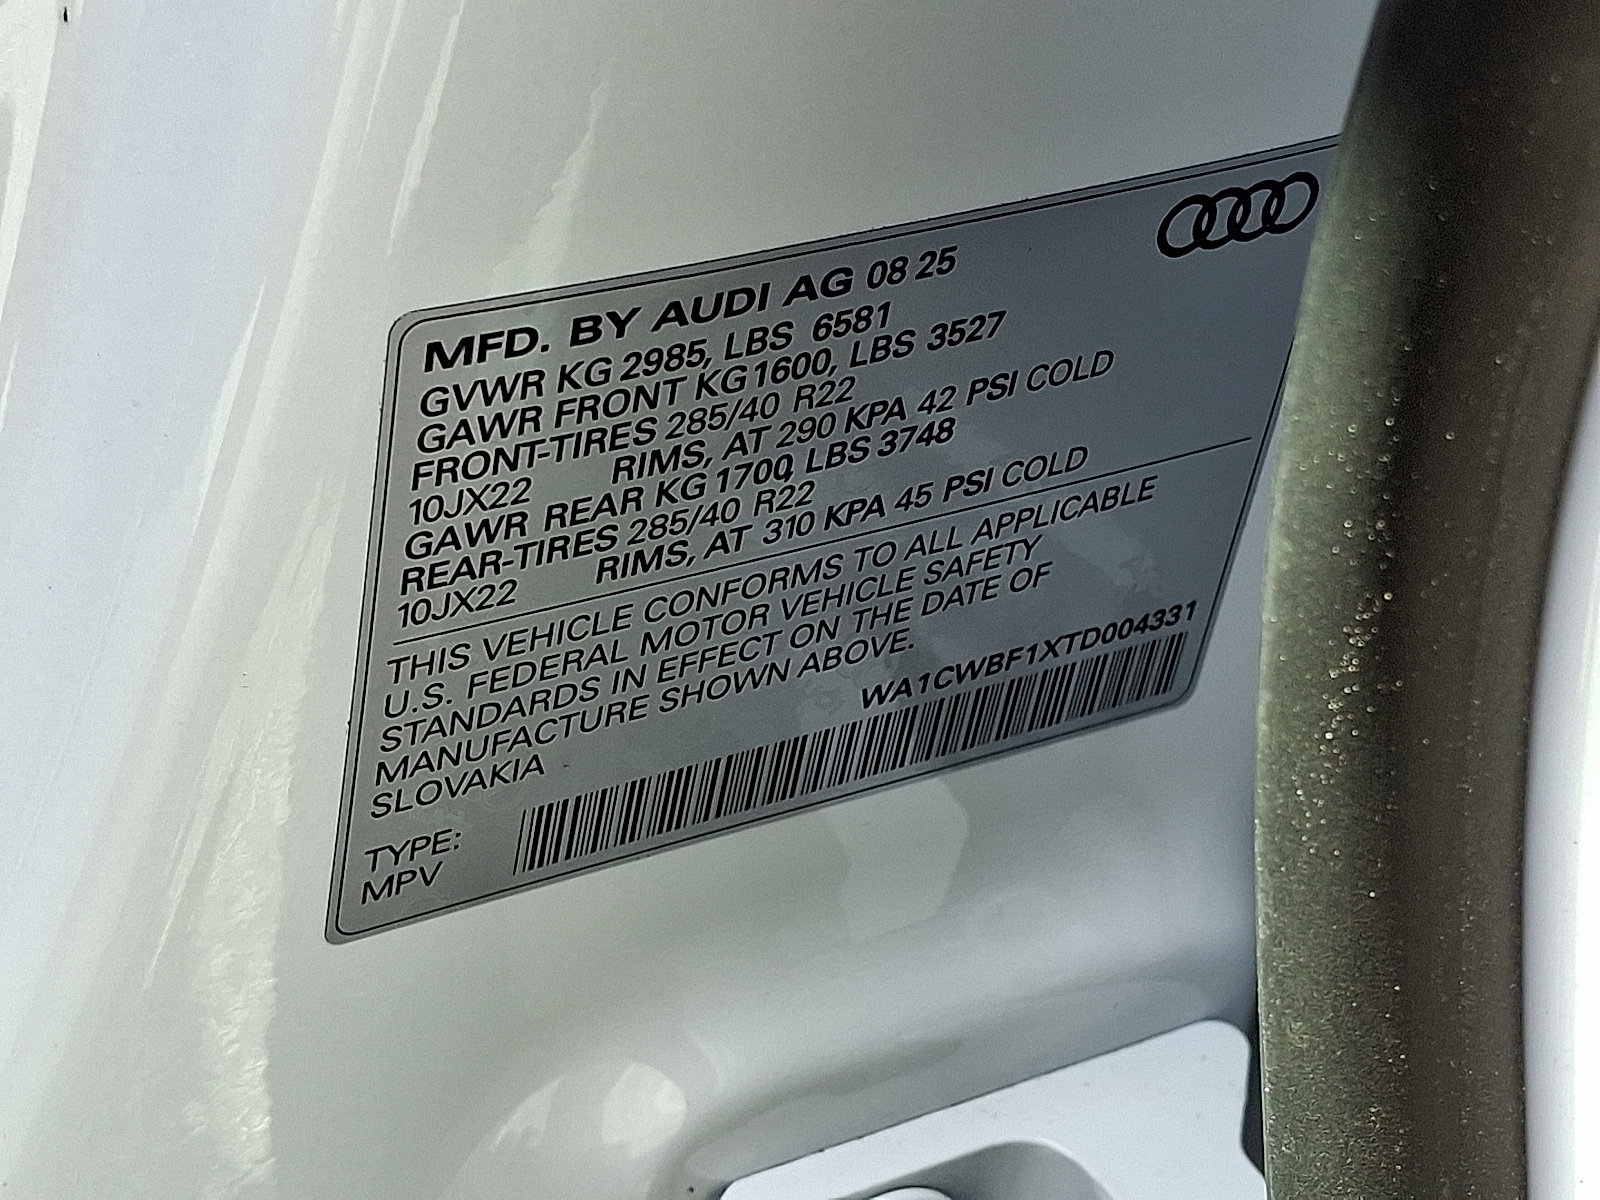 MFD. BY AUDI AG 08 25
GVWR KG 2985, LBS 6581
GAWR FRONT KG 1600, LBS 3527
FRONT-TIRES 285/40 R22
10JX22 RIMS, AT 290 KPA 42 PSI COLD
GAWR REAR KG 1700, LBS 3748
REAR-TIRES 285/40 R22
10JX22 RIMS, AT 310 KPA 45 PSI COLD
THIS VEHICLE CONFORMS TO ALL APPLICABLE
U.S. FEDERAL MOTOR VEHICLE SAFETY
STANDARDS IN EFFECT ON THE DATE OF
MANUFACTURE SHOWN ABOVE.
SLOVAKIA
WA1CWBF1XTD004331
TYPE:
MPV